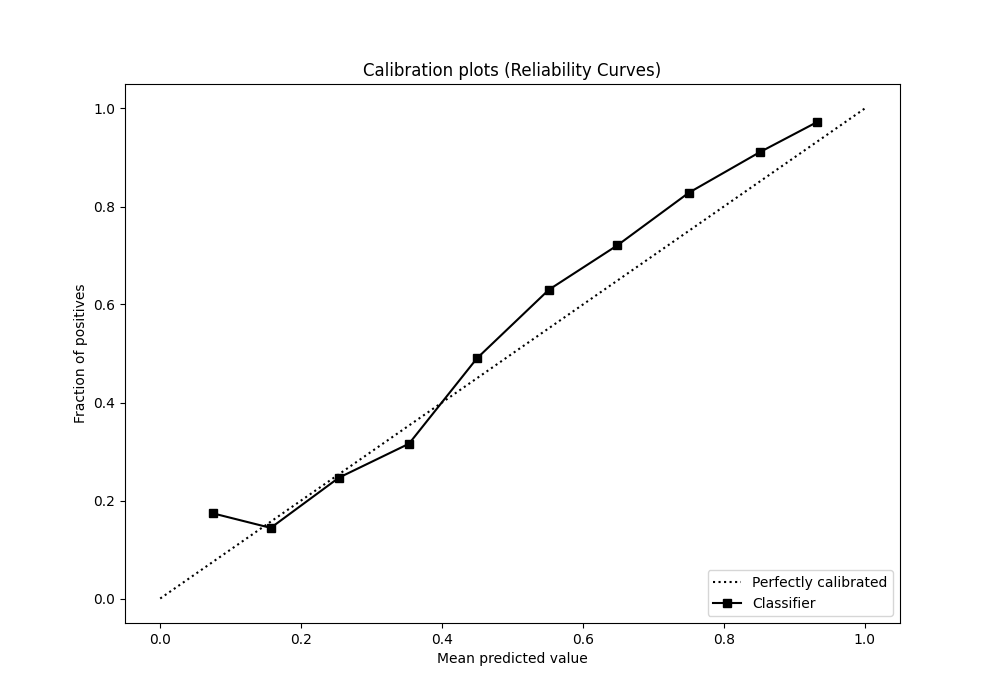 Calibration plots (Reliability Curves)
1.0
0.8
0.6
0.4
0.2
0.0
Fraction of positives
0.0 0.2 0.4 0.6 0.8 1.0
Mean predicted value
Perfectly calibrated
Classifier